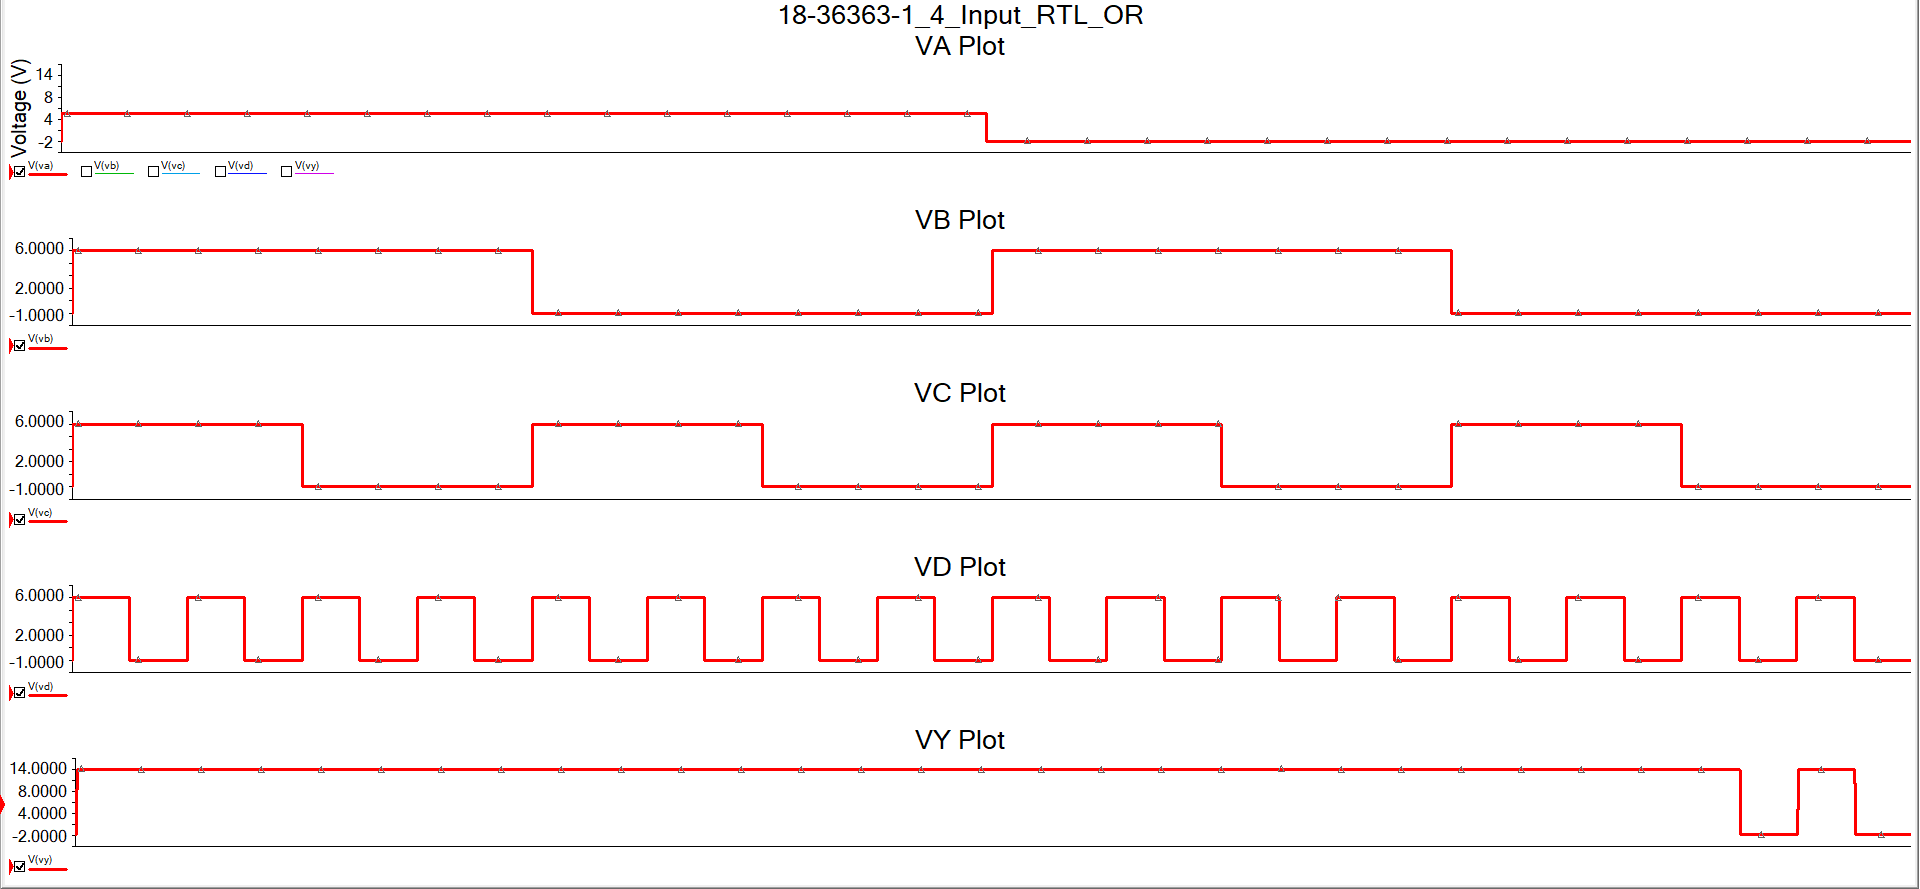 18-36363-1_4_Input_RTL_OR
VA Plot
Voltage (V)
14
8
4
-2
V(va) V(vb) V(vc) V(vd) V(vy)
VB Plot
6.0000
2.0000
-1.0000
V(vb)
VC Plot
6.0000
2.0000
-1.0000
V(vc)
VD Plot
6.0000
2.0000
-1.0000
V(vd)
VY Plot
14.0000
8.0000
4.0000
-2.0000
V(vy)